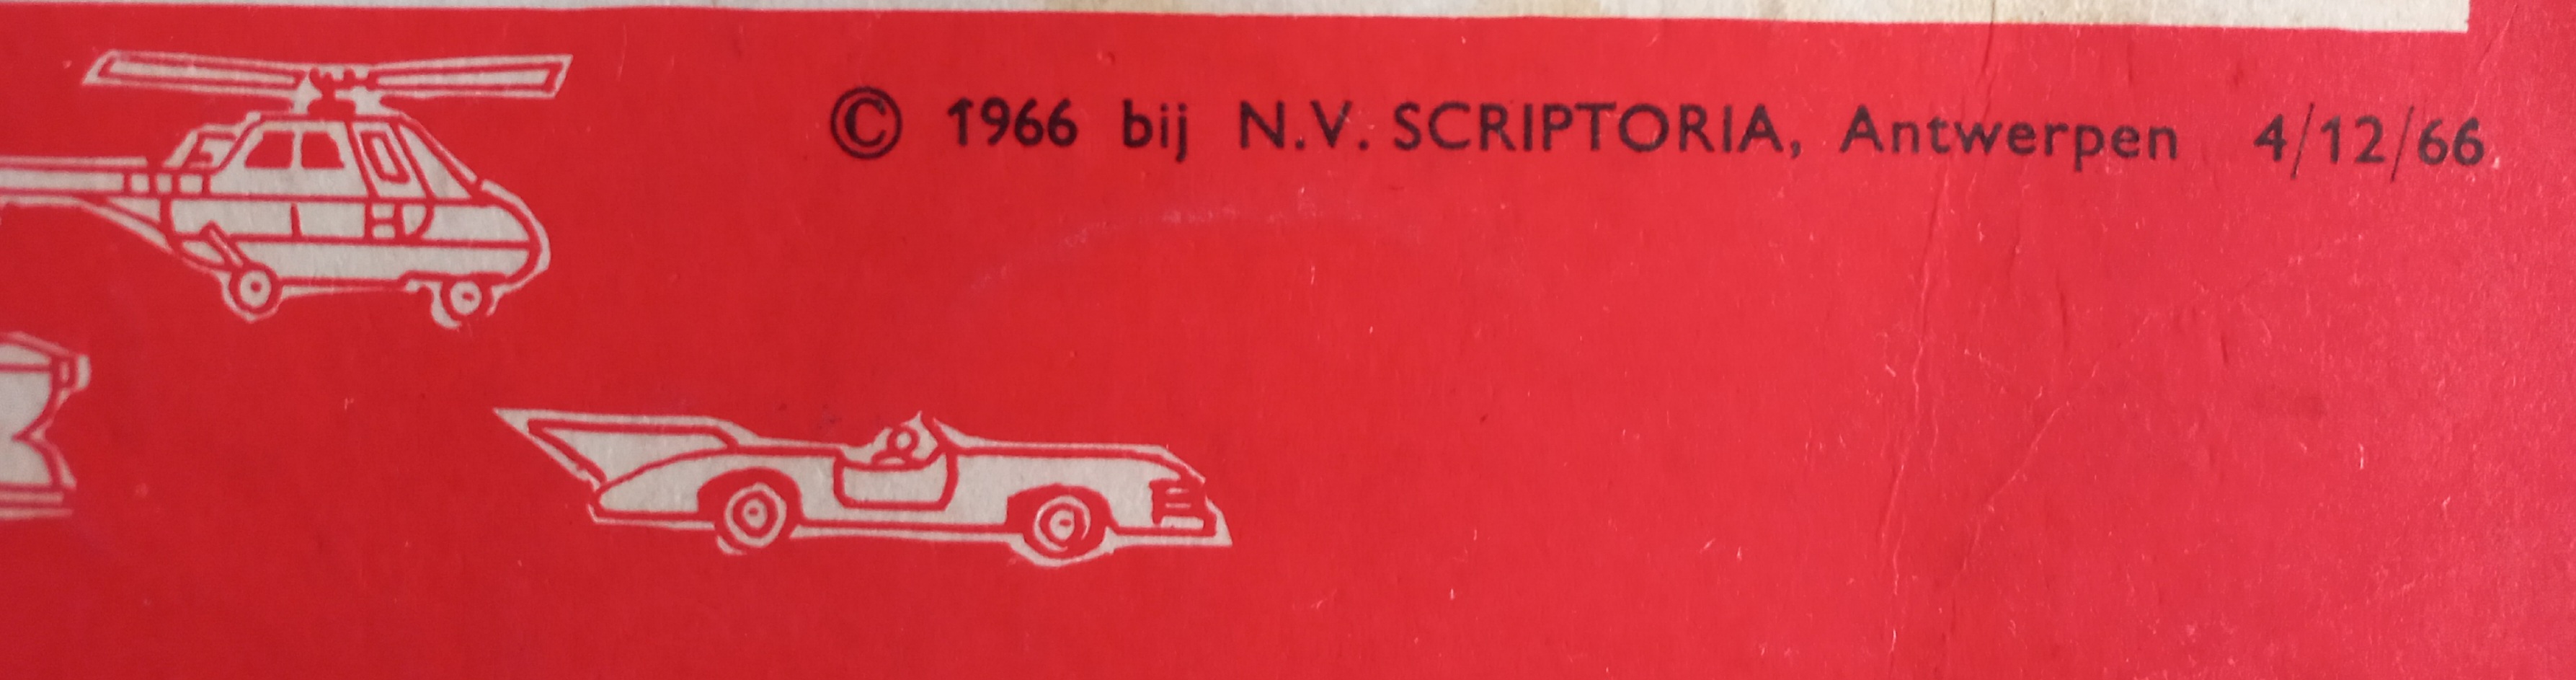 © 1966 bij N.V. SCRIPTORIA, Antwerpen 4/12/66